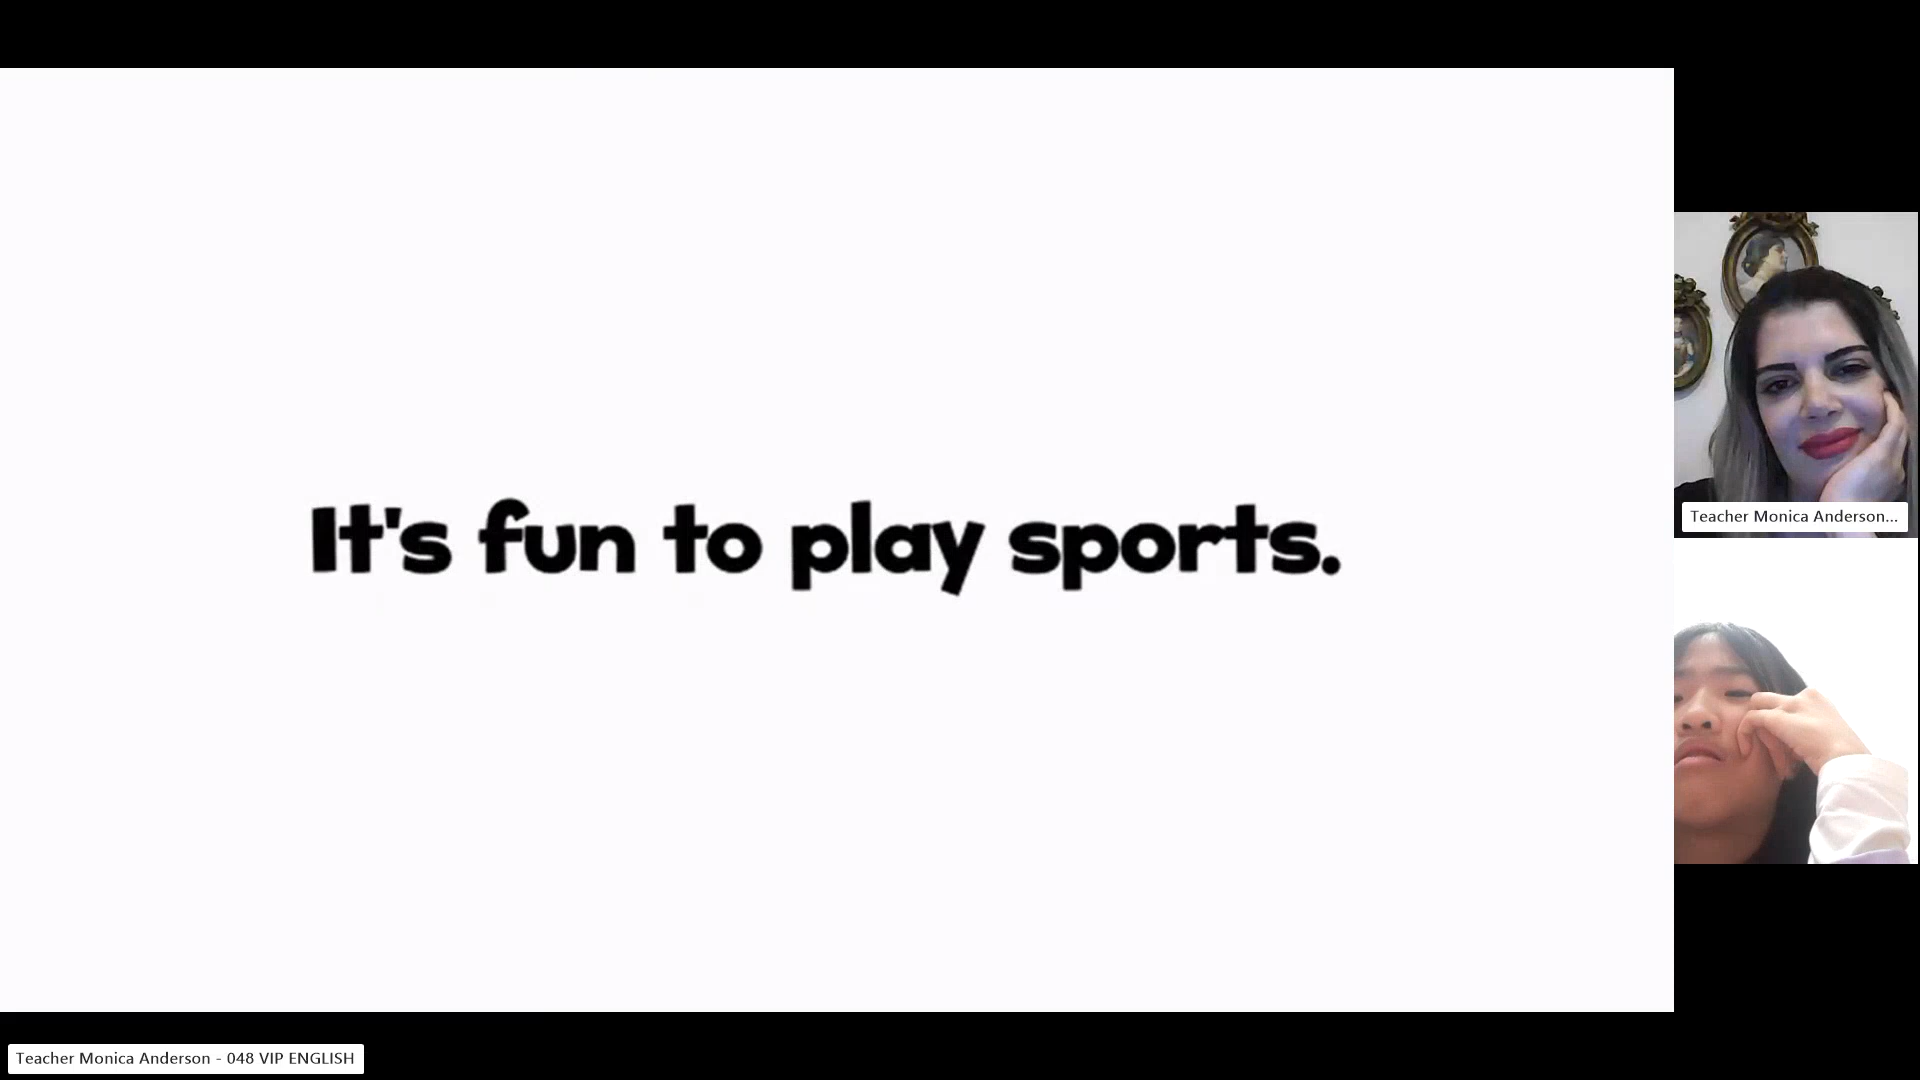 It's fun to play sports.
Teacher Monica Anderson...
Teacher Monica Anderson - 048 VIP ENGLISH